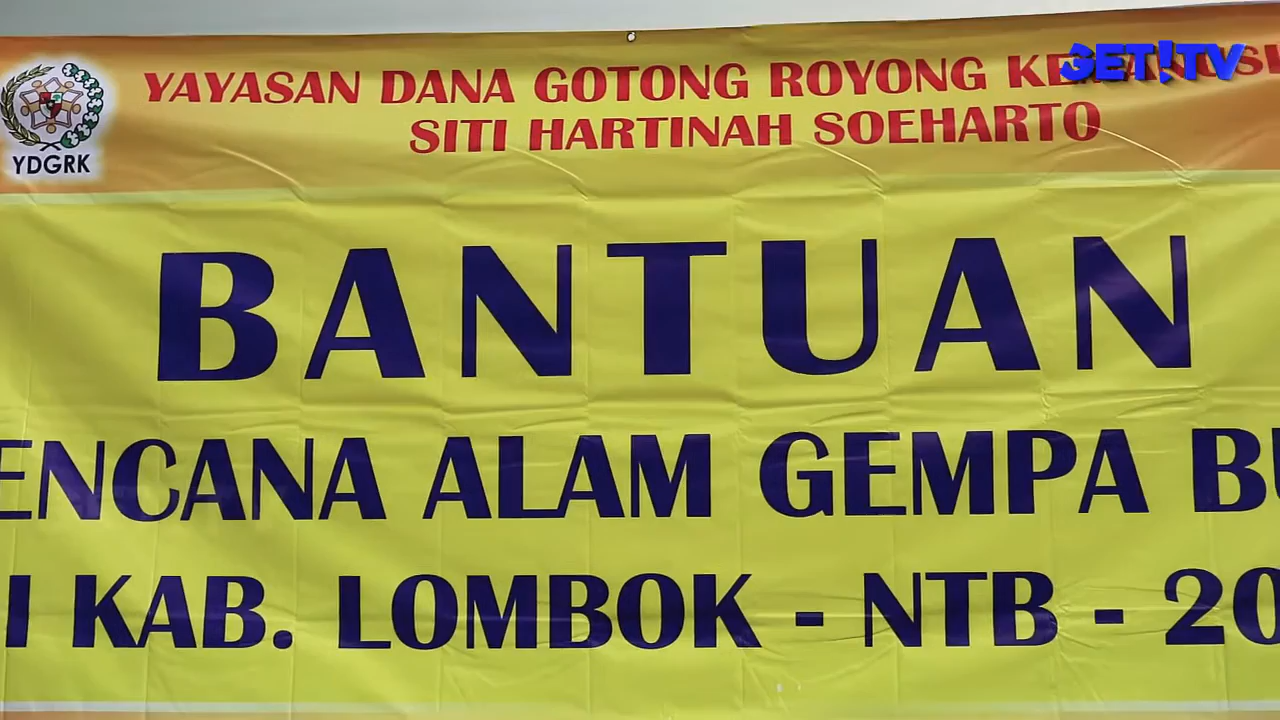 GET!TV
YAYASAN DANA GOTONG ROYONG
SITI HARTINAH SOEHARTO
YDGRK
BANTUAN
ENCANA ALAM GEMPA BU
I KAB. LOMBOK - NTB - 20